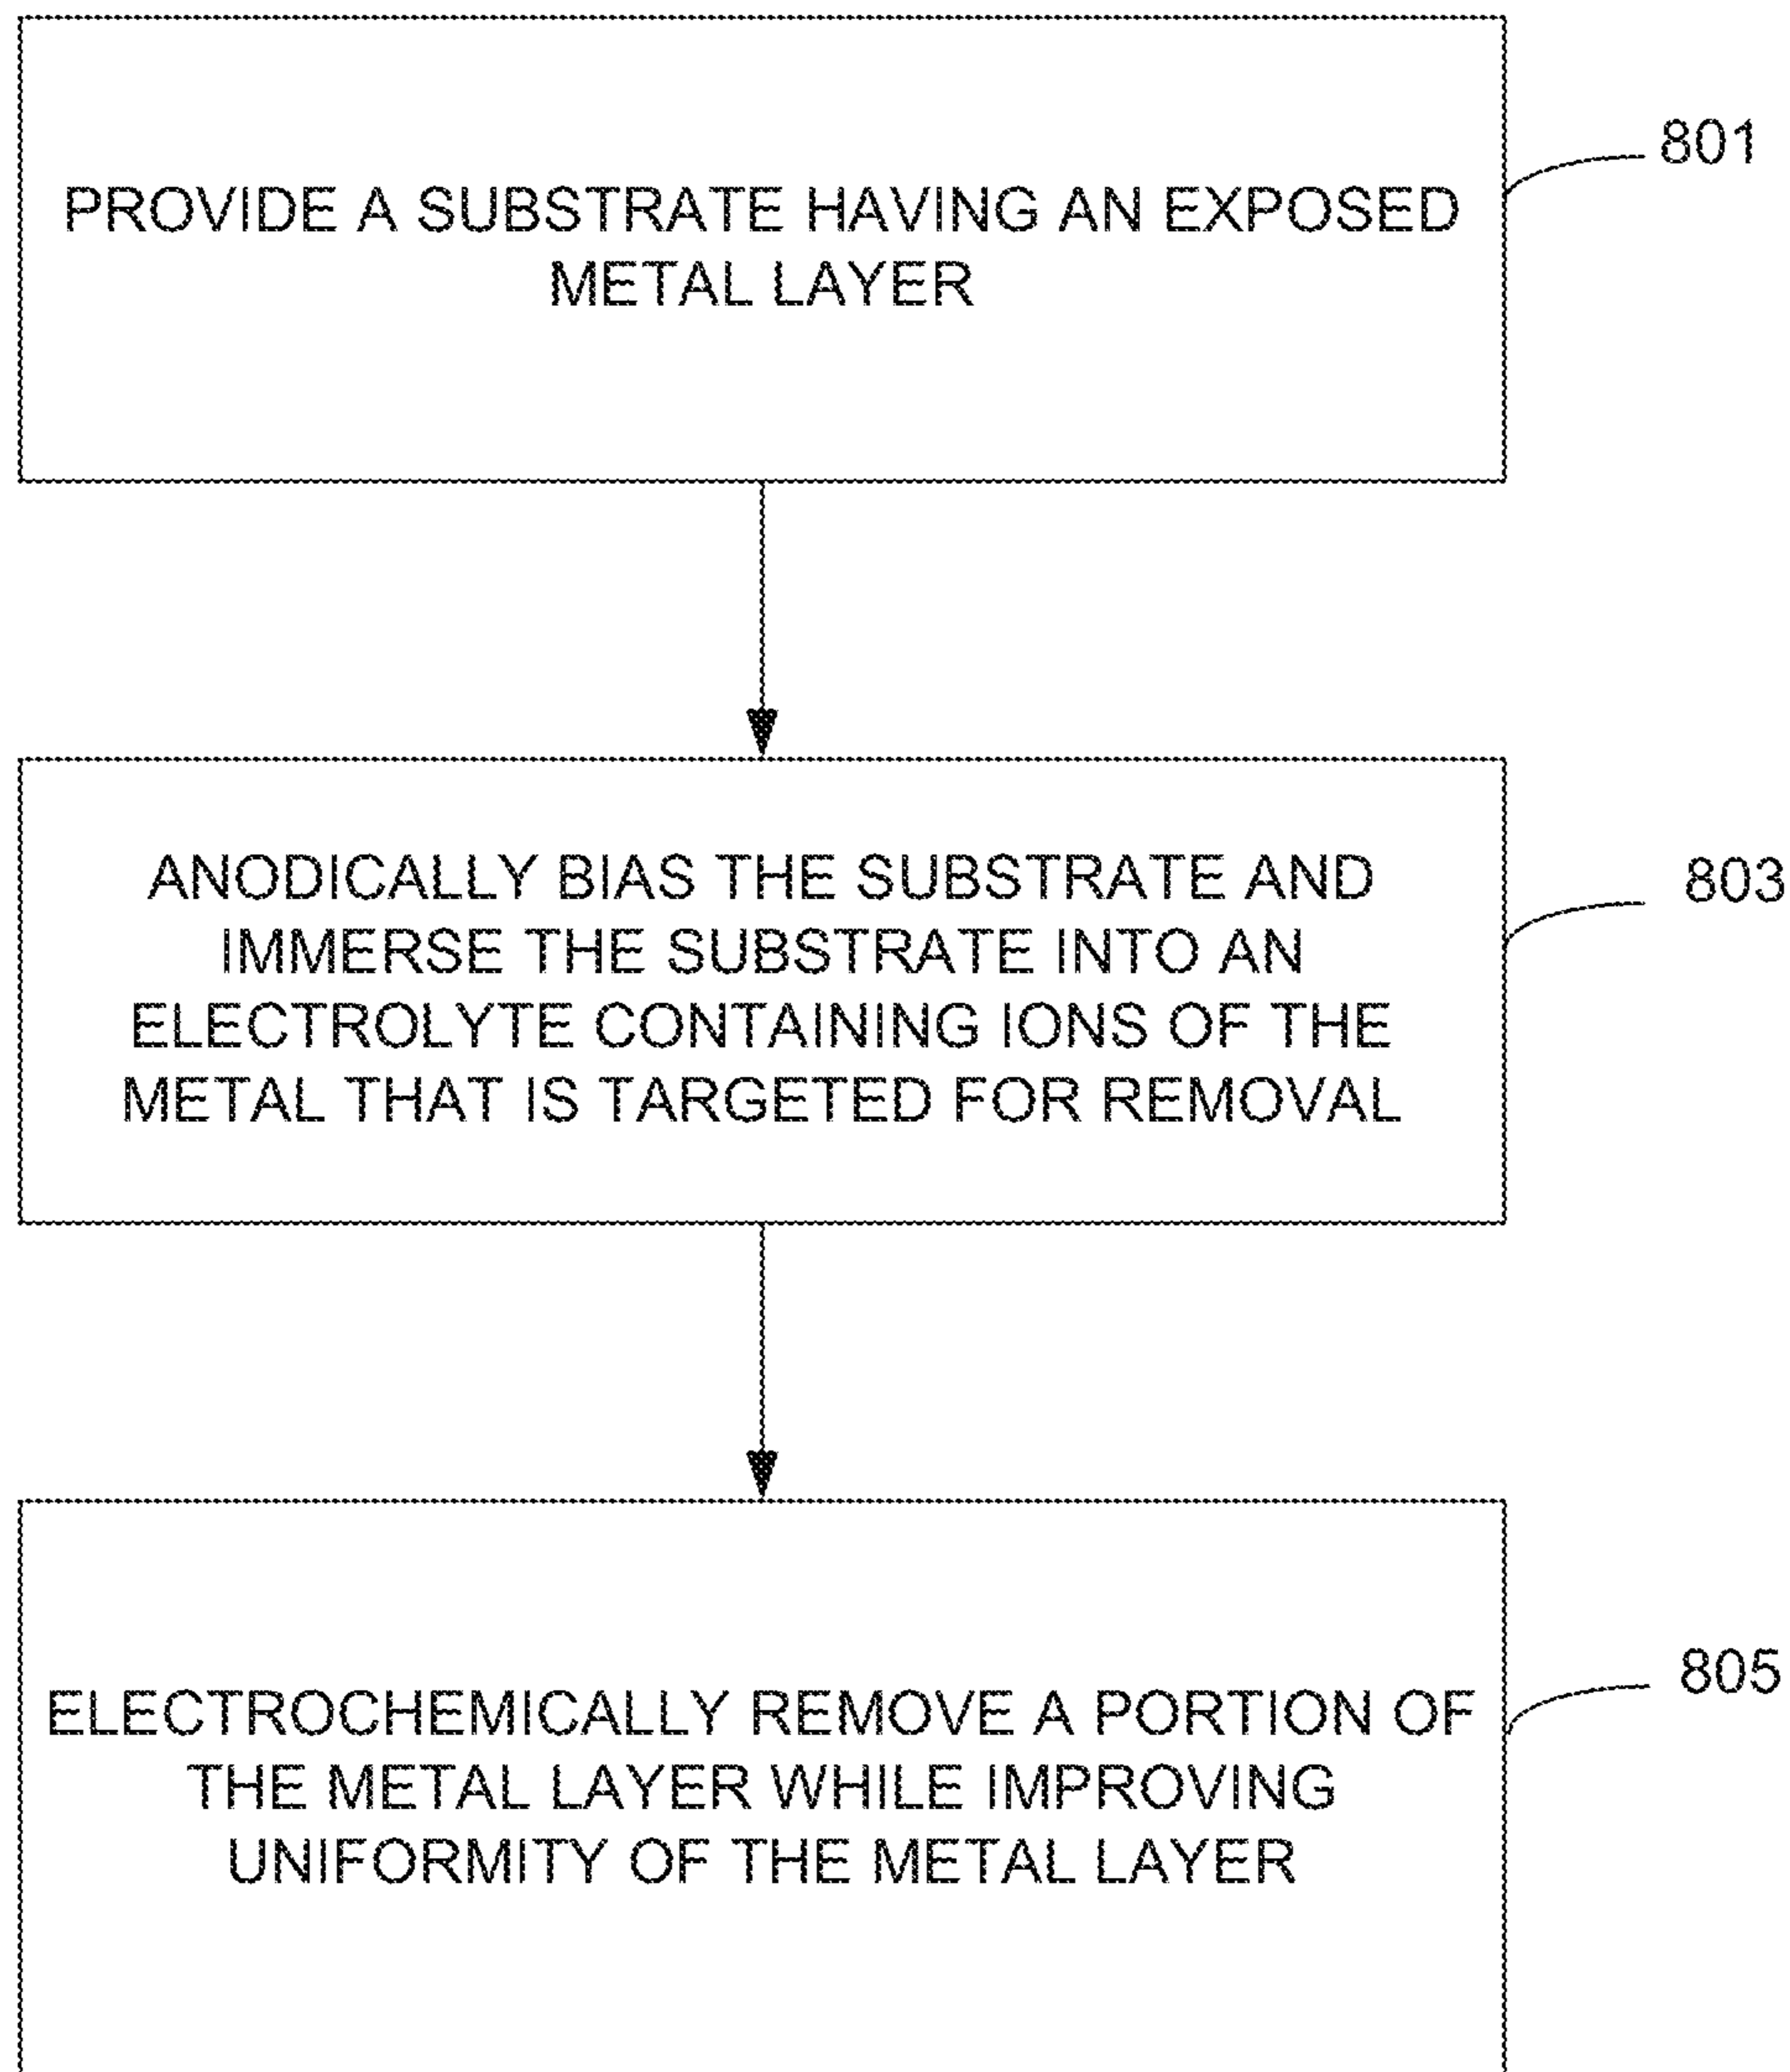 PROVIDE A SUBSTRATE HAVING AN EXPOSED
METAL LAYER
801
ANODICALLY BIAS THE SUBSTRATE AND
IMMERSE THE SUBSTRATE INTO AN
ELECTROLYTE CONTAINING IONS OF THE
METAL THAT IS TARGETED FOR REMOVAL
803
ELECTROCHEMICALLY REMOVE A PORTION OF
THE METAL LAYER WHILE IMPROVING
UNIFORMITY OF THE METAL LAYER
805